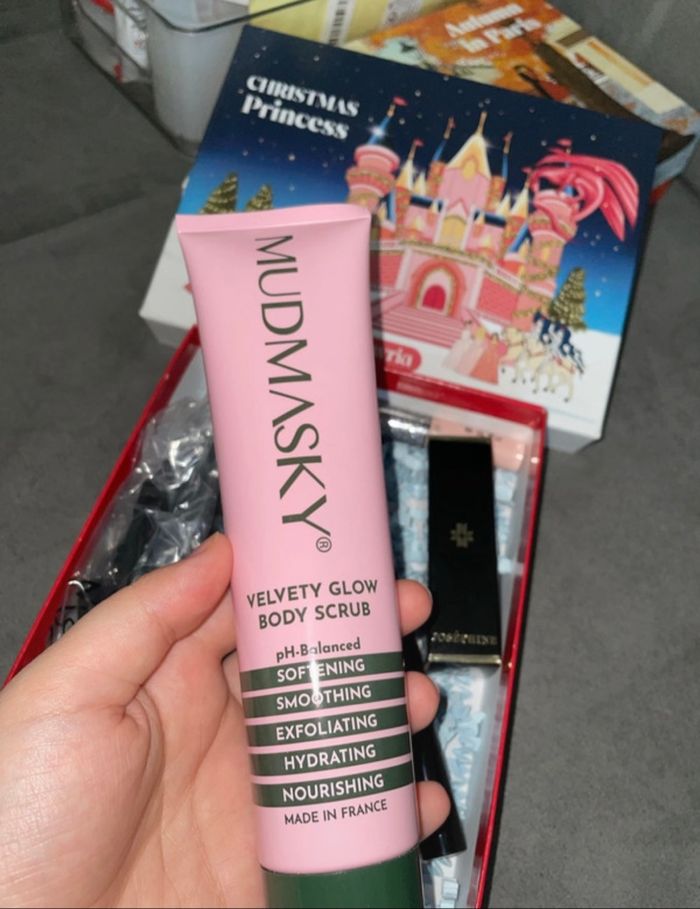 Autumn
in Paris
CHRISTMAS
Princess
MUDMASKY®
VELVETY GLOW
BODY SCRUB
pH-Balanced
SOFTENING
SMOOTHING
EXFOLIATING
HYDRATING
NOURISHING
MADE IN FRANCE